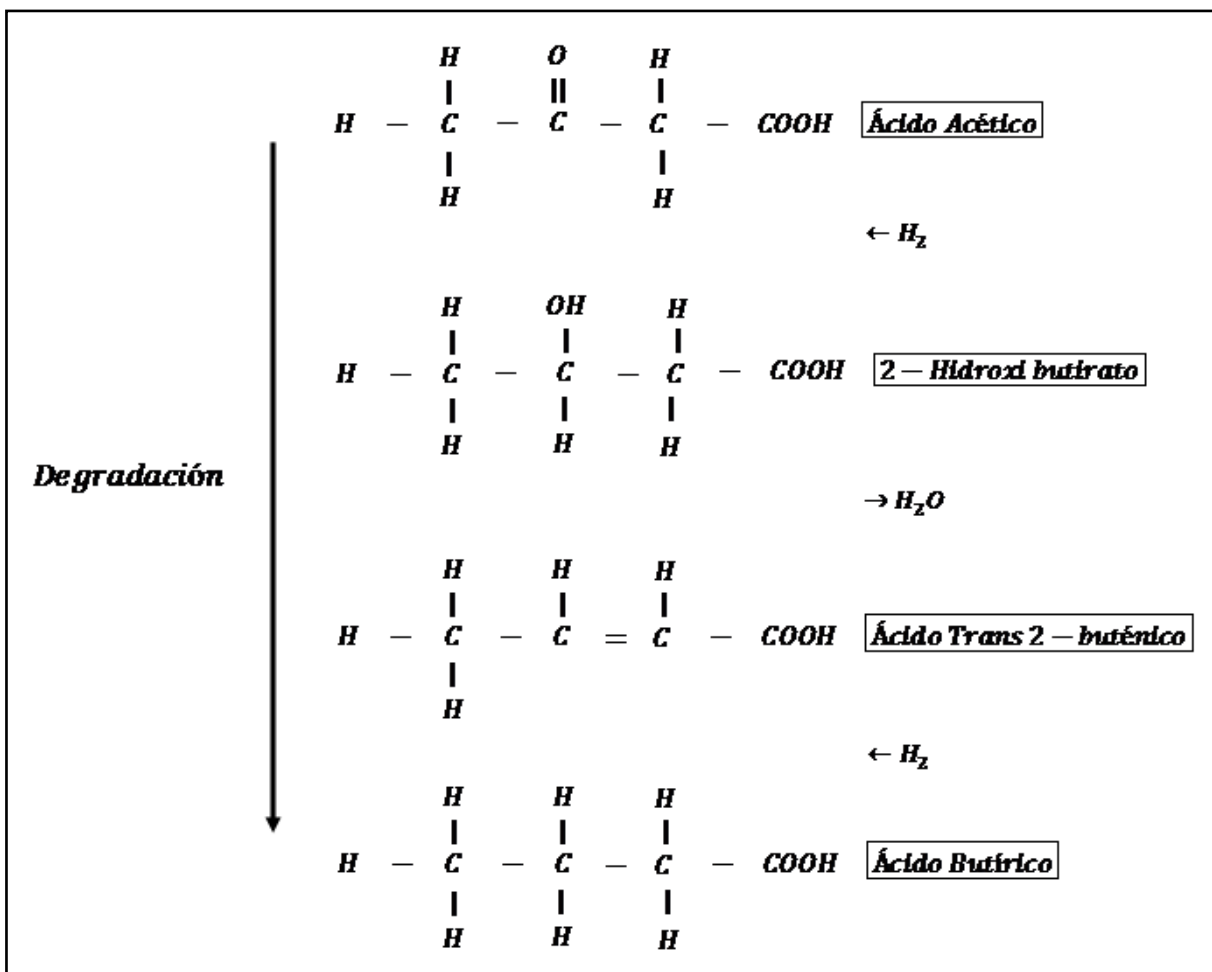 H O H
|| 
H − C − C − C − COOH Ácido Acético
H H
← H₂
H OH H
H − C − C − C − COOH 2 − Hidroxi butirato
H H H
Degradación
→ H₂O
H H H
H − C − C = C − COOH Ácido Trans 2 − buténico
H
← H₂
H H H
H − C − C − C − COOH Ácido Butírico
H H H